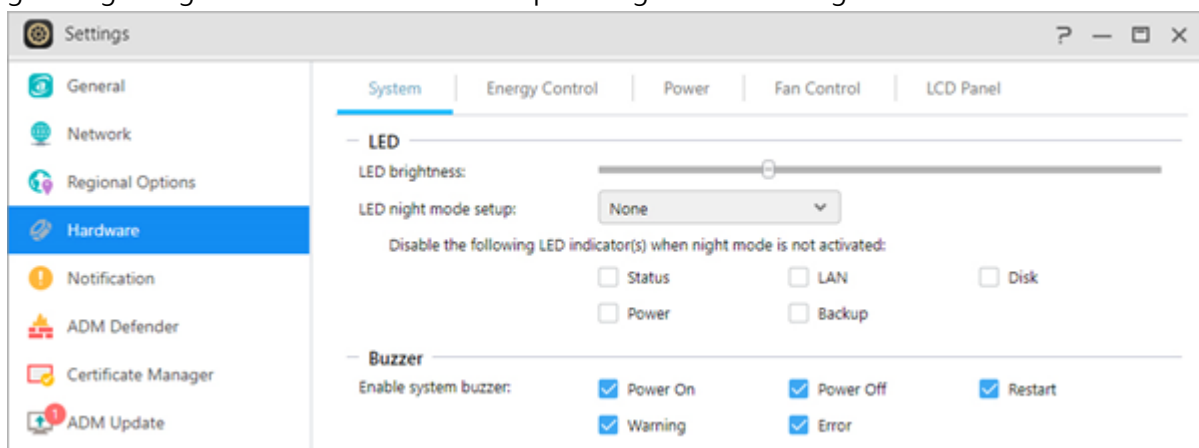 Settings
General
Network
Regional Options
Hardware
Notification
ADM Defender
Certificate Manager
1
ADM Update
System Energy Control Power Fan Control LCD Panel
LED
LED brightness:
LED night mode setup: None
Disable the following LED indicator(s) when night mode is not activated:
Status LAN Disk
Power Backup
Buzzer
Enable system buzzer: Power On Power Off Restart
Warning Error